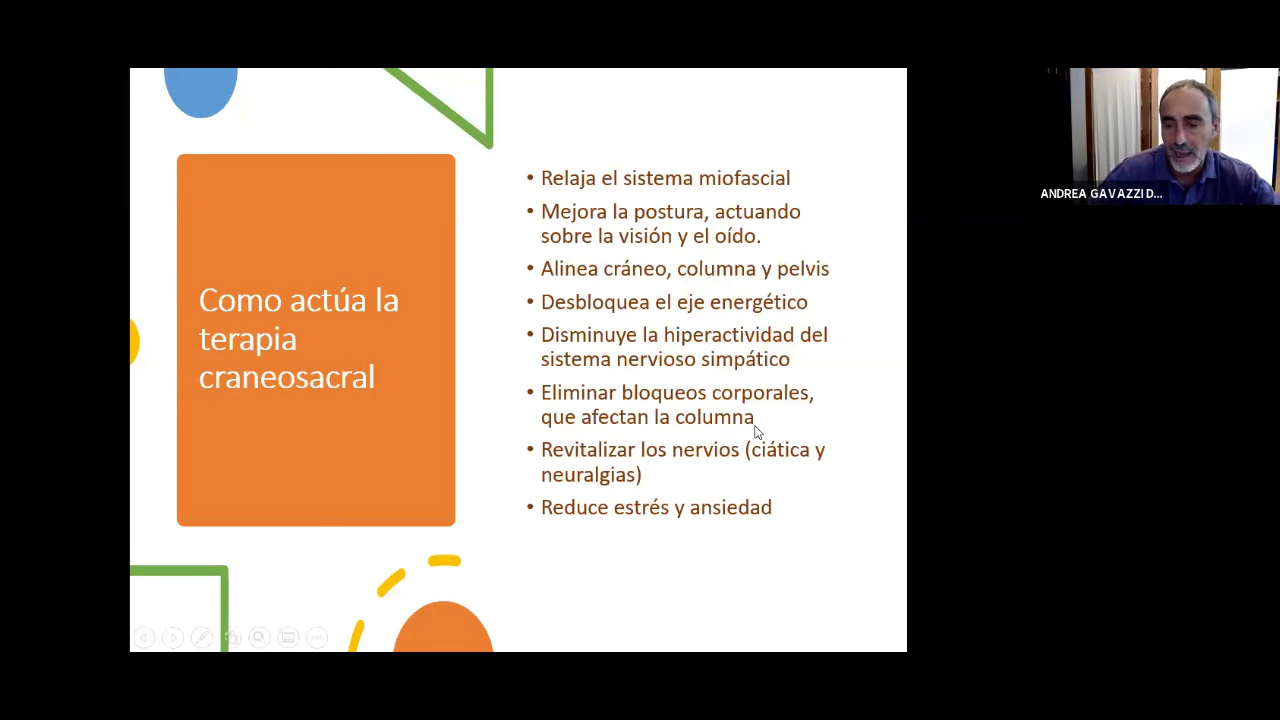 Como actúa la
terapia
craneosacral
• Relaja el sistema miofascial
• Mejora la postura, actuando
sobre la visión y el oído.
• Alinea cráneo, columna y pelvis
• Desbloquea el eje energético
• Disminuye la hiperactividad del
sistema nervioso simpático
• Eliminar bloqueos corporales,
que afectan la columna
• Revitalizar los nervios (ciática y
neuralgias)
• Reduce estrés y ansiedad
ANDREA GAVAZZI D...